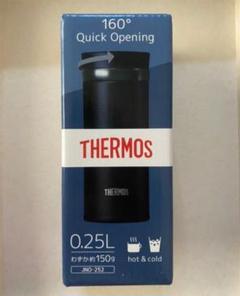 160°
Quick Opening
THERMOS
THERMOS
0.25L
わずか約150g
JNO-252
hot & cold